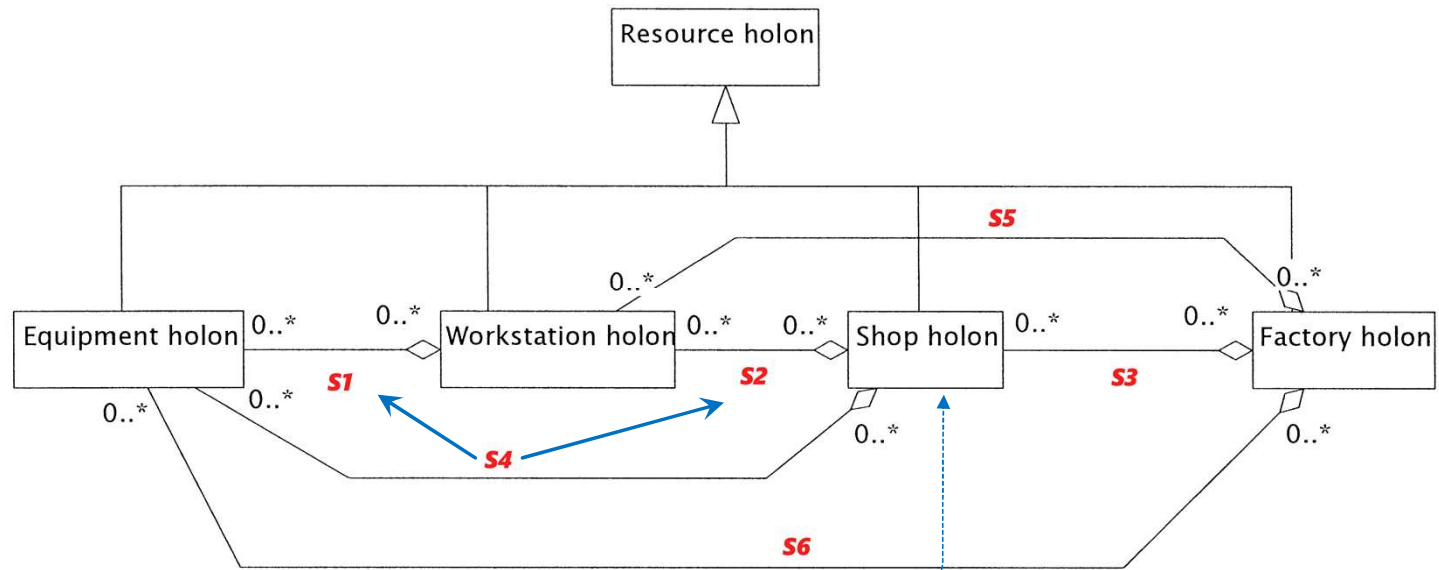 Resource holon
S5
0..*
0..*
Equipment holon
0..*
0..*
Workstation holon
0..*
0..*
Shop holon
0..*
0..*
Factory holon
S1
S2
S3
0..*
0..*
0..*
0..*
S4
S6